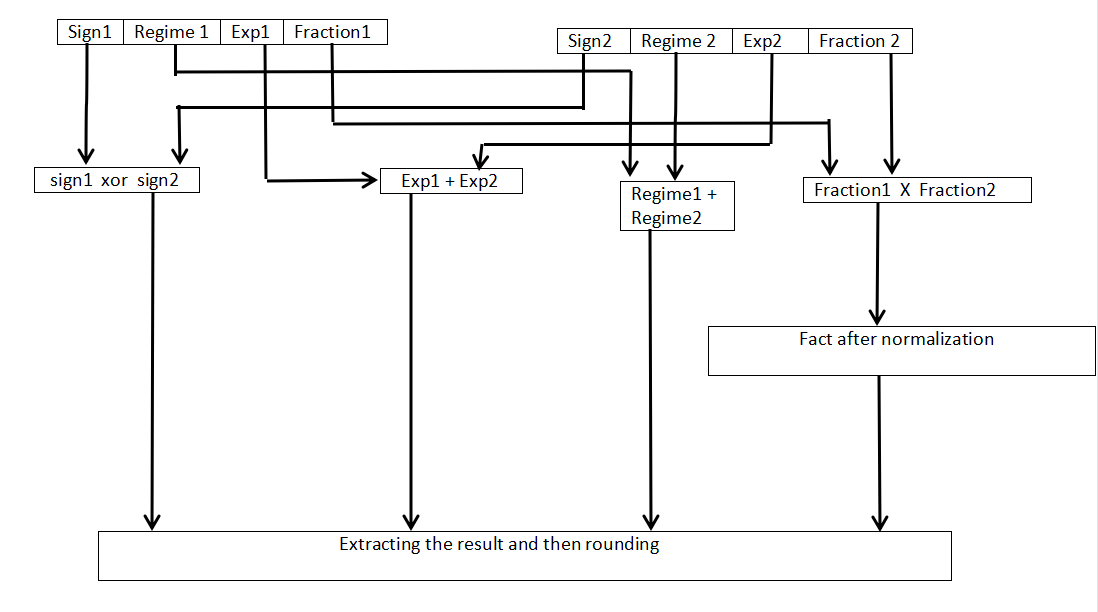 Sign1 Regime 1 Exp1 Fraction1
Sign2 Regime 2 Exp2 Fraction 2
sign1 xor sign2
Exp1 + Exp2
Regime1 +
Regime2
Fraction1 X Fraction2
Fact after normalization
Extracting the result and then rounding